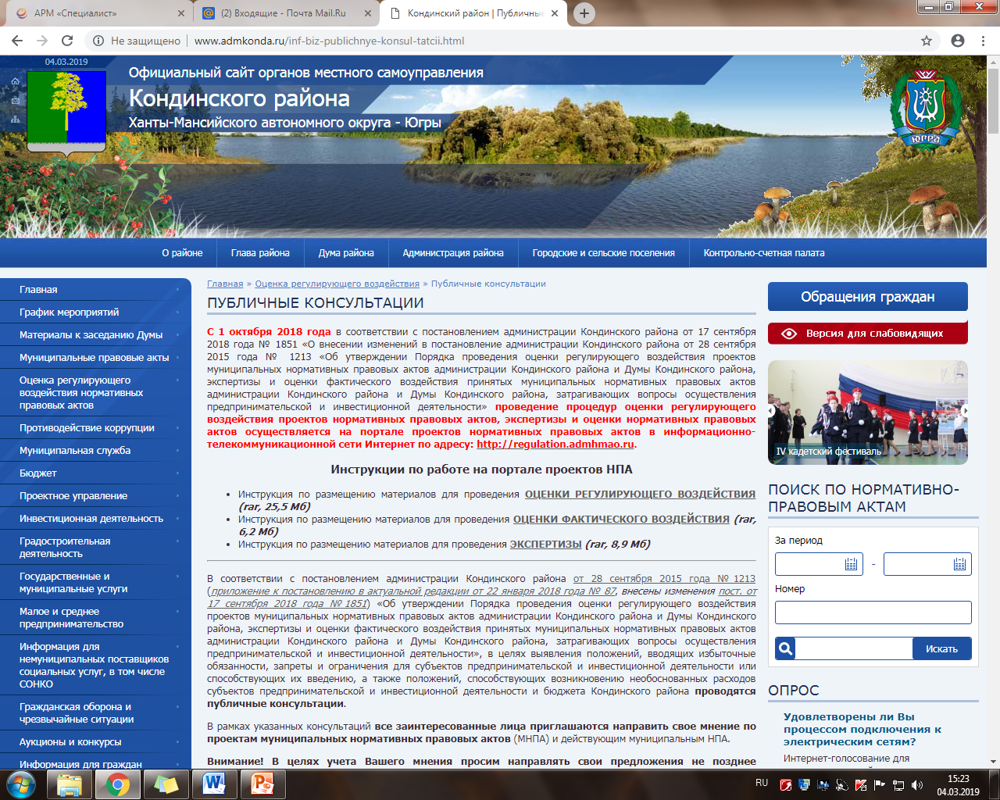 АРМ «Специалист»
(2) Входящие - Почта Mail.Ru
Кондинский район | Публичные
Не защищено
www.admkonda.ru/inf-biz-publichnye-konsul-tatcii.html
04.03.2019
Официальный сайт органов местного самоуправления
Кондинского района
Ханты-Мансийского автономного округа - Югры
ЮГРА
О районе
Глава района
Дума района
Администрация района
Городские и сельские поселения
Контрольно-счетная палата
Главная
График мероприятий
Материалы к заседанию Думы
Муниципальные правовые акты
Оценка регулирующего
воздействия нормативных
правовых актов
Противодействие коррупции
Муниципальная служба
Бюджет
Проектное управление
Инвестиционная деятельность
Градостроительная
деятельность
Государственные и
муниципальные услуги
Малое и среднее
предпринимательство
Информация для
немуниципальных поставщиков
социальных услуг, в том числе
СОНКО
Гражданская оборона и
чрезвычайные ситуации
Аукционы и конкурсы
Информация для граждан
Главная » Оценка регулирующего воздействия » Публичные консультации
ПУБЛИЧНЫЕ КОНСУЛЬТАЦИИ
С 1 октября 2018 года в соответствии с постановлением администрации Кондинского района от 17 сентября
2018 года № 1851 «О внесении изменений в постановление администрации Кондинского района от 28 сентября
2015 года № 1213 «Об утверждении Порядка проведения оценки регулирующего воздействия проектов
муниципальных нормативных правовых актов администрации Кондинского района и Думы Кондинского района,
экспертизы и оценки фактического воздействия принятых муниципальных нормативных правовых актов
администрации Кондинского района и Думы Кондинского района, затрагивающих вопросы осуществления
предпринимательской и инвестиционной деятельности» проведение процедур оценки регулирующего
воздействия проектов нормативных правовых актов, экспертизы и оценки нормативных правовых
актов осуществляется на портале проектов нормативных правовых актов в информационно-
телекоммуникационной сети Интернет по адресу: http://regulation.admhmao.ru.
Инструкции по работе на портале проектов НПА
• Инструкция по размещению материалов для проведения ОЦЕНКИ РЕГУЛИРУЮЩЕГО ВОЗДЕЙСТВИЯ
(rar, 25,5 Мб)
• Инструкция по размещению материалов для проведения ОЦЕНКИ ФАКТИЧЕСКОГО ВОЗДЕЙСТВИЯ (rar,
6,2 Мб)
• Инструкция по размещению материалов для проведения ЭКСПЕРТИЗЫ (rar, 8,9 Мб)
В соответствии с постановлением администрации Кондинского района от 28 сентября 2015 года №1213
(приложение к постановлению в актуальной редакции от 22 января 2018 года № 87, внесены изменения пост. от
17 сентября 2018 года №1851) «Об утверждении Порядка проведения оценки регулирующего воздействия
проектов муниципальных нормативных правовых актов администрации Кондинского района и Думы Кондинского
района, экспертизы и оценки фактического воздействия принятых муниципальных нормативных правовых актов
администрации Кондинского района и Думы Кондинского района, затрагивающих вопросы осуществления
предпринимательской и инвестиционной деятельности», в целях выявления положений, вводящих избыточные
обязанности, запреты и ограничения для субъектов предпринимательской и инвестиционной деятельности или
способствующих их введению, а также положений, способствующих возникновению необоснованных расходов
субъектов предпринимательской и инвестиционной деятельности и бюджета Кондинского района проводятся
публичные консультации.
В рамках указанных консультаций все заинтересованные лица приглашаются направить свое мнение по
проектам муниципальных нормативных правовых актов (МНПА) и действующим муниципальным НПА.
Внимание! В целях учета Вашего мнения просим направлять свои предложения не позднее
Обращения граждан
Версия для слабовидящих
IV кадетский фестиваль
ПОИСК ПО НОРМАТИВНО-
ПРАВОВЫМ АКТАМ
За период
-
Номер
Искать
ОПРОС
Удовлетворены ли Вы
процессом подключения к
электрическим сетям?
Интернет-голосование для
RU
15:23
04.03.2019